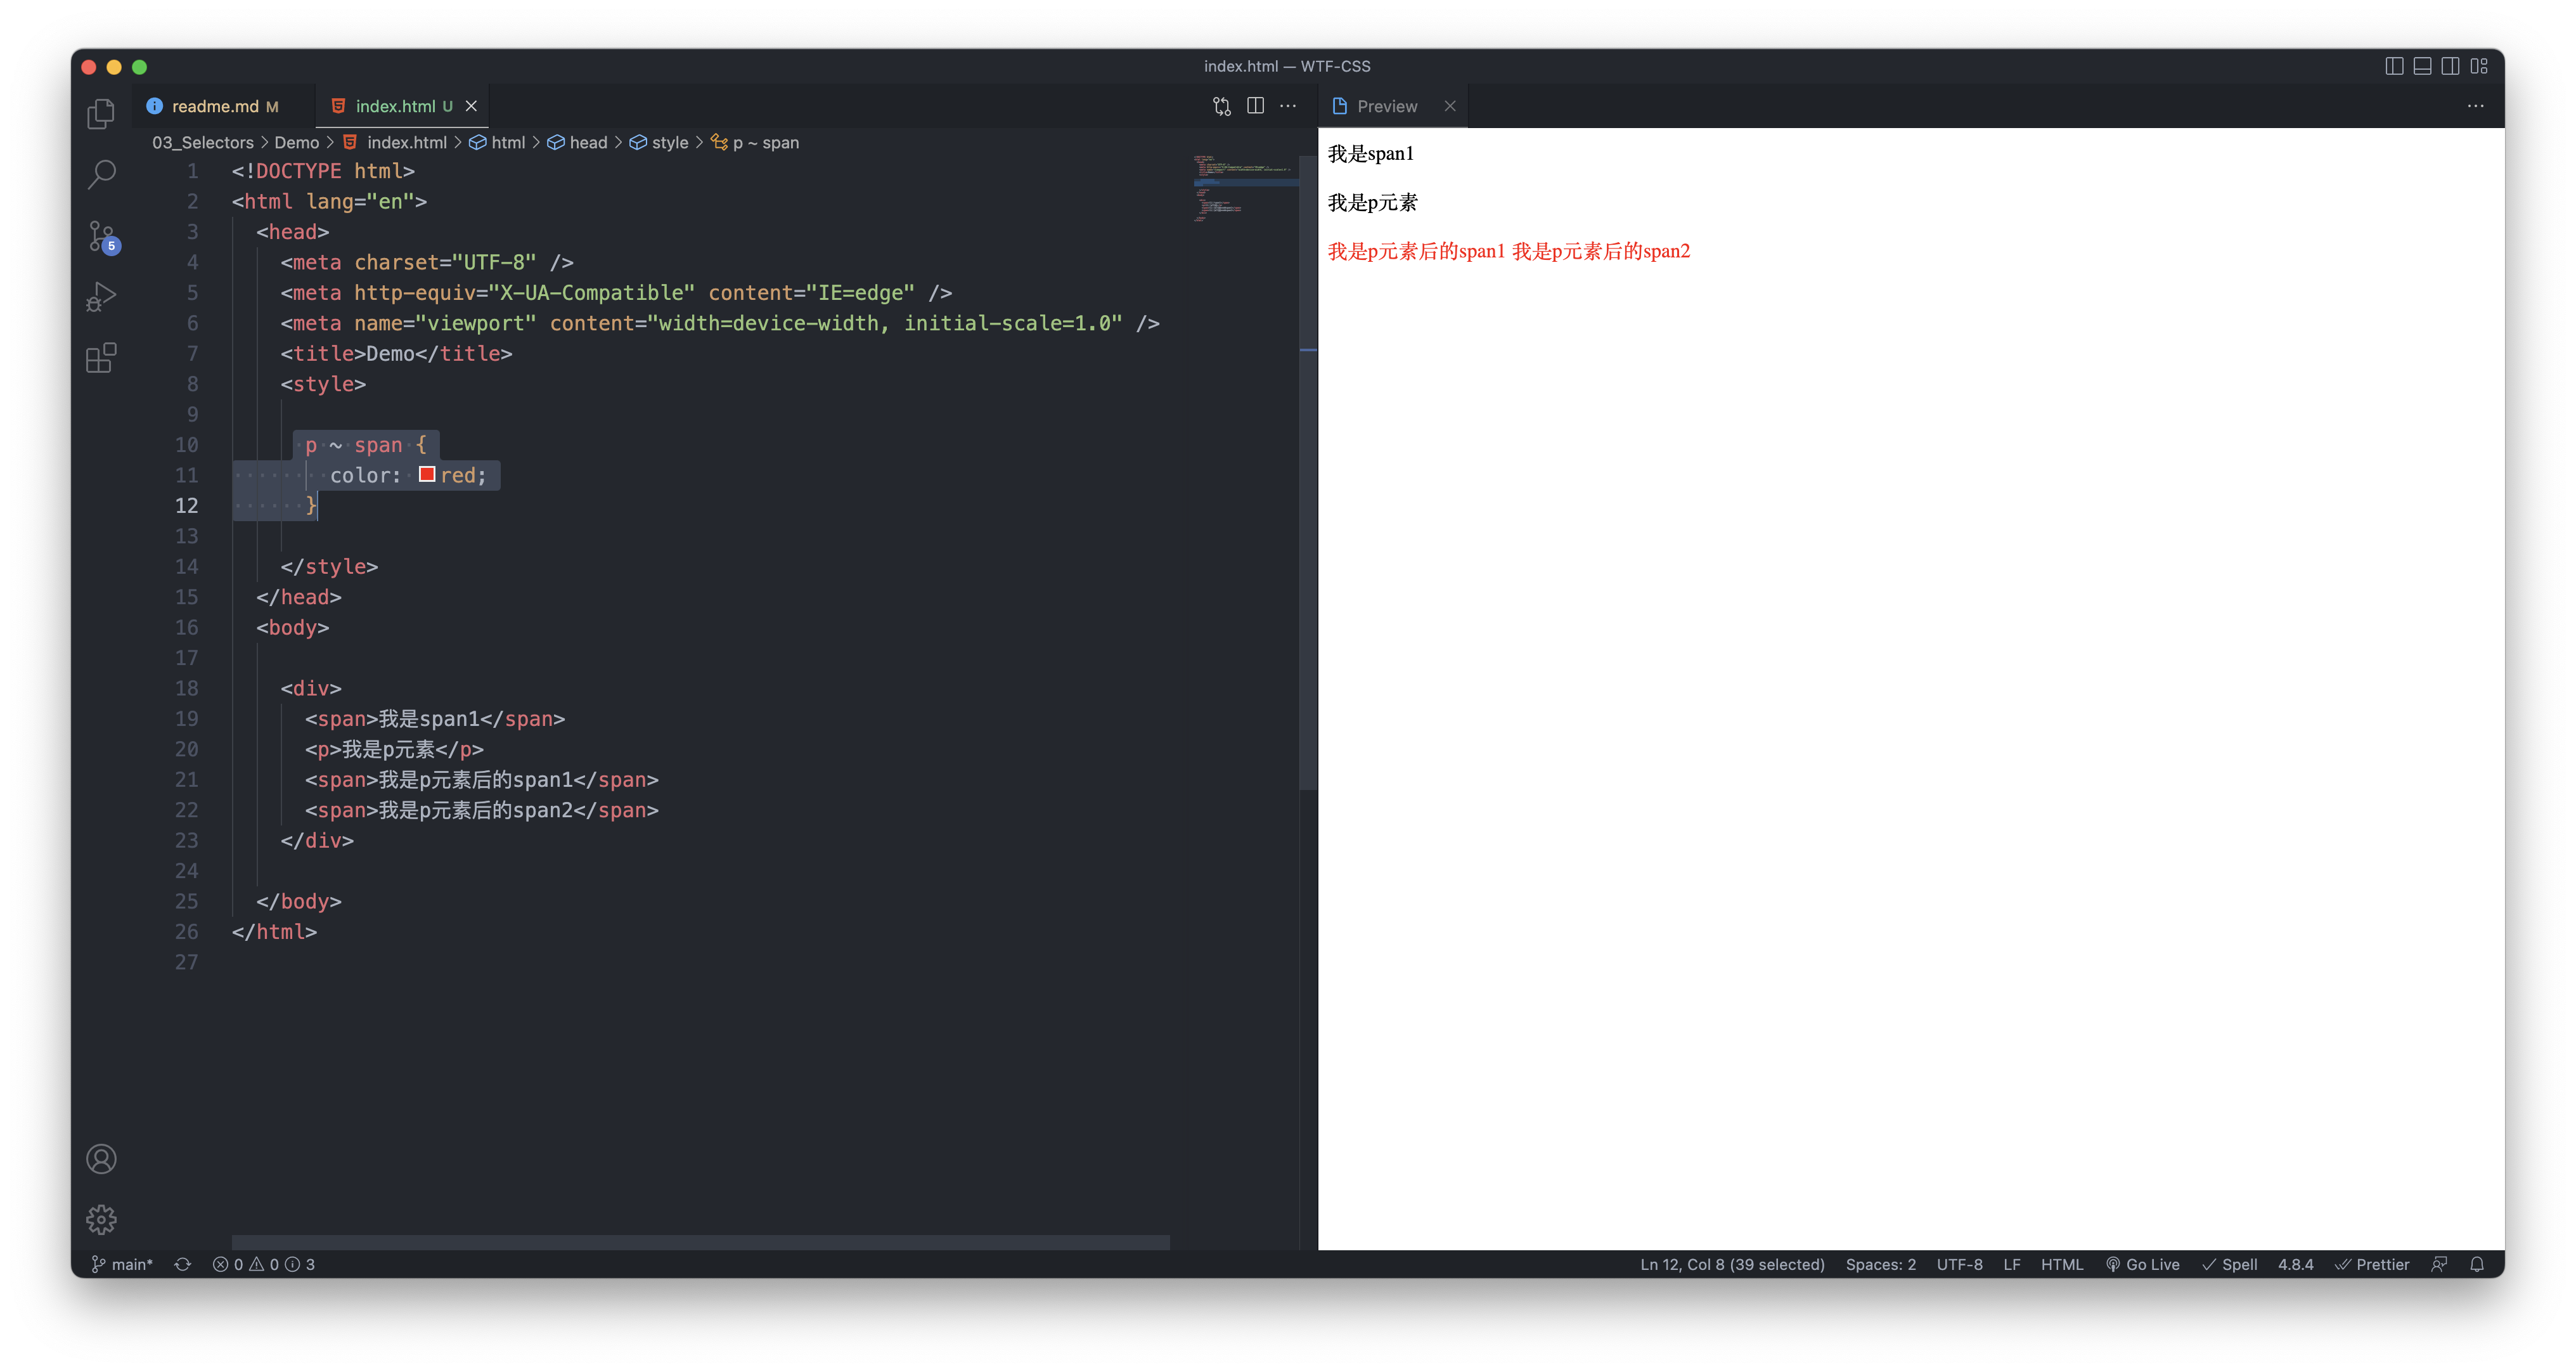 index.html — WTF-CSS
readme.md M
index.html U
Preview
03_Selectors > Demo > index.html > html > head > style > p ~ span
1 <!DOCTYPE html>
2 <html lang="en">
3 <head>
4 <meta charset="UTF-8" />
5 <meta http-equiv="X-UA-Compatible" content="IE=edge" />
6 <meta name="viewport" content="width=device-width, initial-scale=1.0" />
7 <title>Demo</title>
8 <style>
9
10 p ~ span {
11 color: red;
12 }
13
14 </style>
15 </head>
16 <body>
17
18 <div>
19 <span>我是span1</span>
20 <p>我是p元素</p>
21 <span>我是p元素后的span1</span>
22 <span>我是p元素后的span2</span>
23 </div>
24
25 </body>
26 </html>
27
我是span1
我是p元素
我是p元素后的span1 我是p元素后的span2
5
main* 0 0 3
Ln 12, Col 8 (39 selected) Spaces: 2 UTF-8 LF HTML Go Live Spell 4.8.4 Prettier